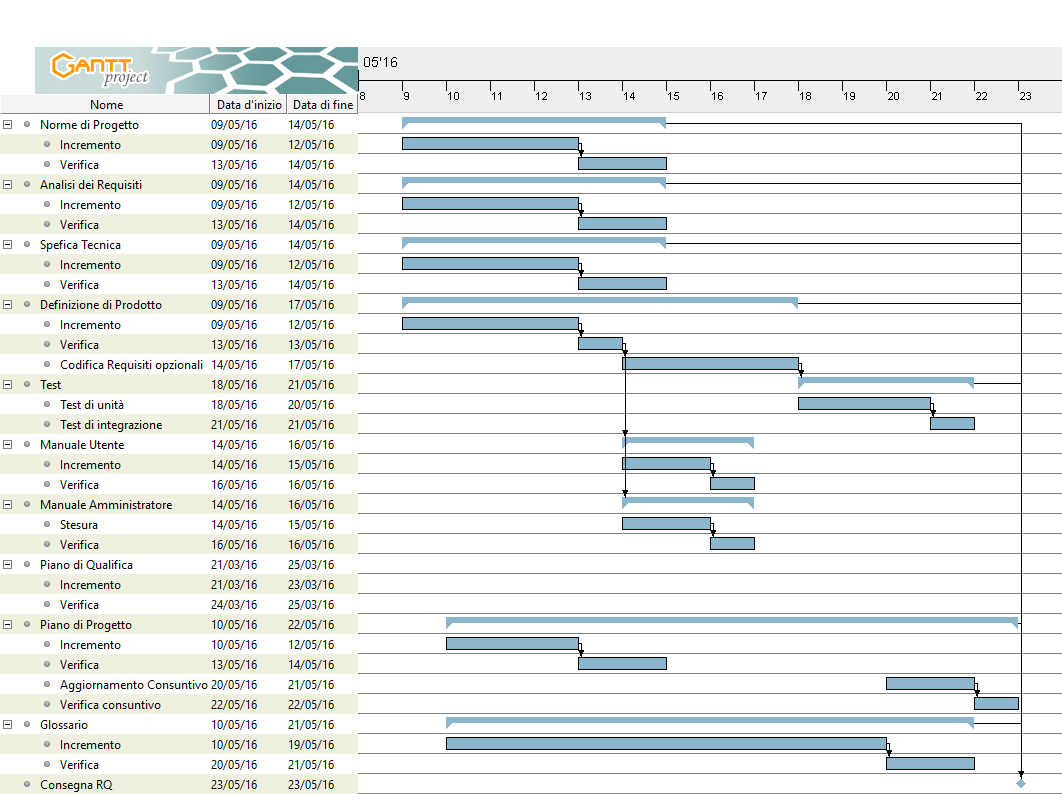 GANTT project
05'16
8 9 10 11 12 13 14 15 16 17 18 19 20 21 22 23
Nome Data d'inizio Data di fine
Norme di Progetto 09/05/16 14/05/16
Incremento 09/05/16 12/05/16
Verifica 13/05/16 14/05/16
Analisi dei Requisiti 09/05/16 14/05/16
Incremento 09/05/16 12/05/16
Verifica 13/05/16 14/05/16
Spefica Tecnica 09/05/16 14/05/16
Incremento 09/05/16 12/05/16
Verifica 13/05/16 14/05/16
Definizione di Prodotto 09/05/16 17/05/16
Incremento 09/05/16 12/05/16
Verifica 13/05/16 13/05/16
Codifica Requisiti opzionali 14/05/16 17/05/16
Test 18/05/16 21/05/16
Test di unità 18/05/16 20/05/16
Test di integrazione 21/05/16 21/05/16
Manuale Utente 14/05/16 16/05/16
Incremento 14/05/16 15/05/16
Verifica 16/05/16 16/05/16
Manuale Amministratore 14/05/16 16/05/16
Stesura 14/05/16 15/05/16
Verifica 16/05/16 16/05/16
Piano di Qualifica 21/03/16 25/03/16
Incremento 21/03/16 23/03/16
Verifica 24/03/16 25/03/16
Piano di Progetto 10/05/16 22/05/16
Incremento 10/05/16 12/05/16
Verifica 13/05/16 14/05/16
Aggiornamento Consuntivo 20/05/16 21/05/16
Verifica consuntivo 22/05/16 22/05/16
Glossario 10/05/16 21/05/16
Incremento 10/05/16 19/05/16
Verifica 20/05/16 21/05/16
Consegna RQ 23/05/16 23/05/16